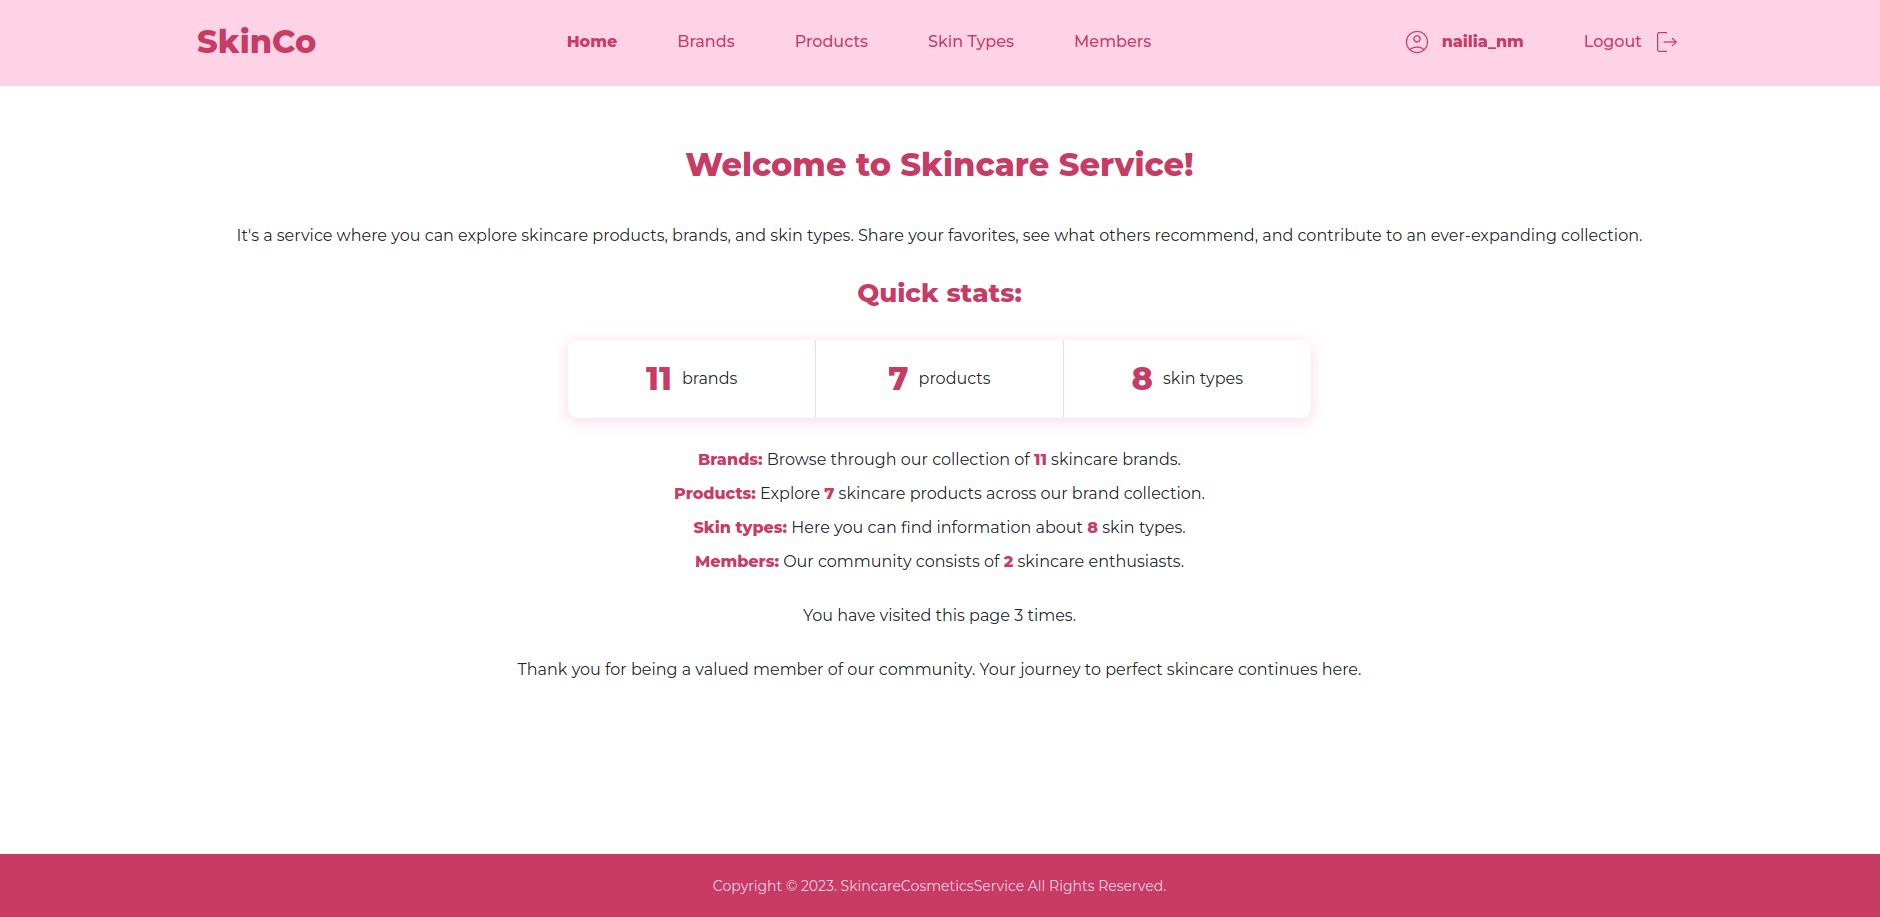 SkinCo
Home Brands Products Skin Types Members
nailia_nm Logout
Welcome to Skincare Service!
It's a service where you can explore skincare products, brands, and skin types. Share your favorites, see what others recommend, and contribute to an ever-expanding collection.
Quick stats:
11 brands 7 products 8 skin types
Brands: Browse through our collection of 11 skincare brands.
Products: Explore 7 skincare products across our brand collection.
Skin types: Here you can find information about 8 skin types.
Members: Our community consists of 2 skincare enthusiasts.
You have visited this page 3 times.
Thank you for being a valued member of our community. Your journey to perfect skincare continues here.
Copyright © 2023. SkincareCosmeticsService All Rights Reserved.